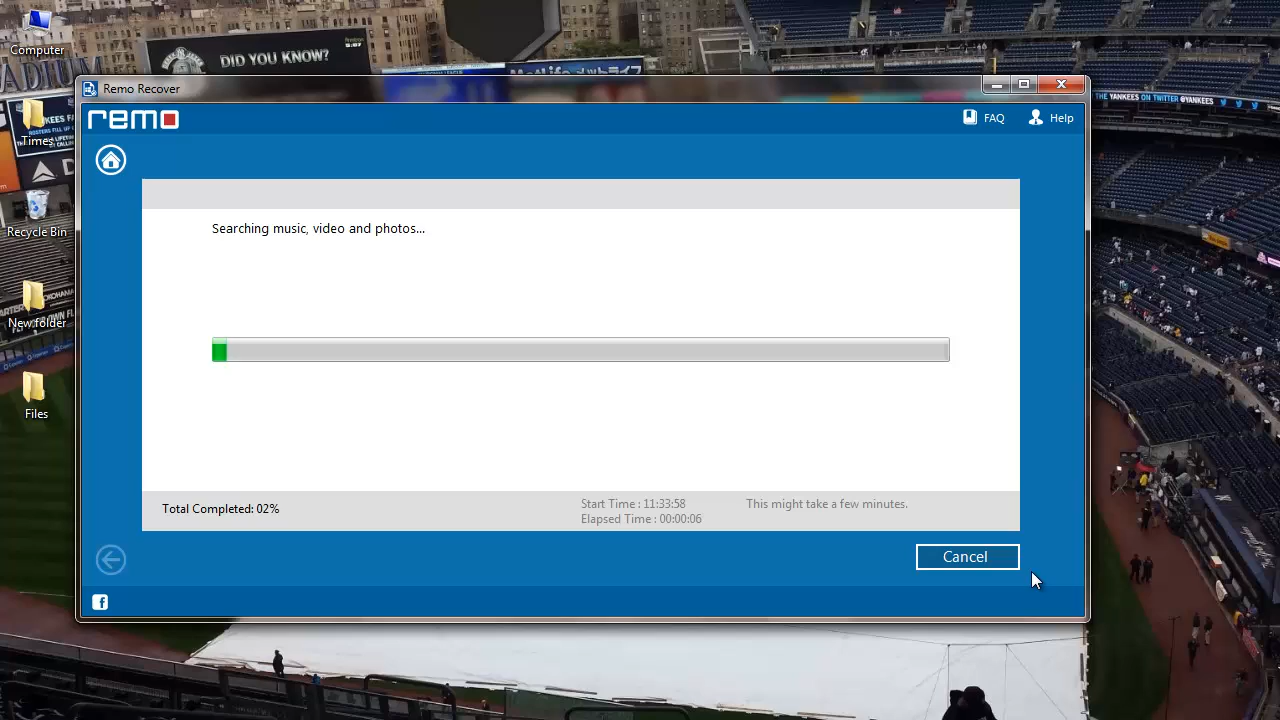 Computer
DID YOU KNOW?
Remo Recover
remo
FAQ
Help
THE YANKEES ON TWITTER @YANKEES
Times
Recycle Bin
Searching music, video and photos...
New folder
Files
Total Completed: 02%
Start Time : 11:33:58
Elapsed Time : 00:00:06
This might take a few minutes.
Cancel
f